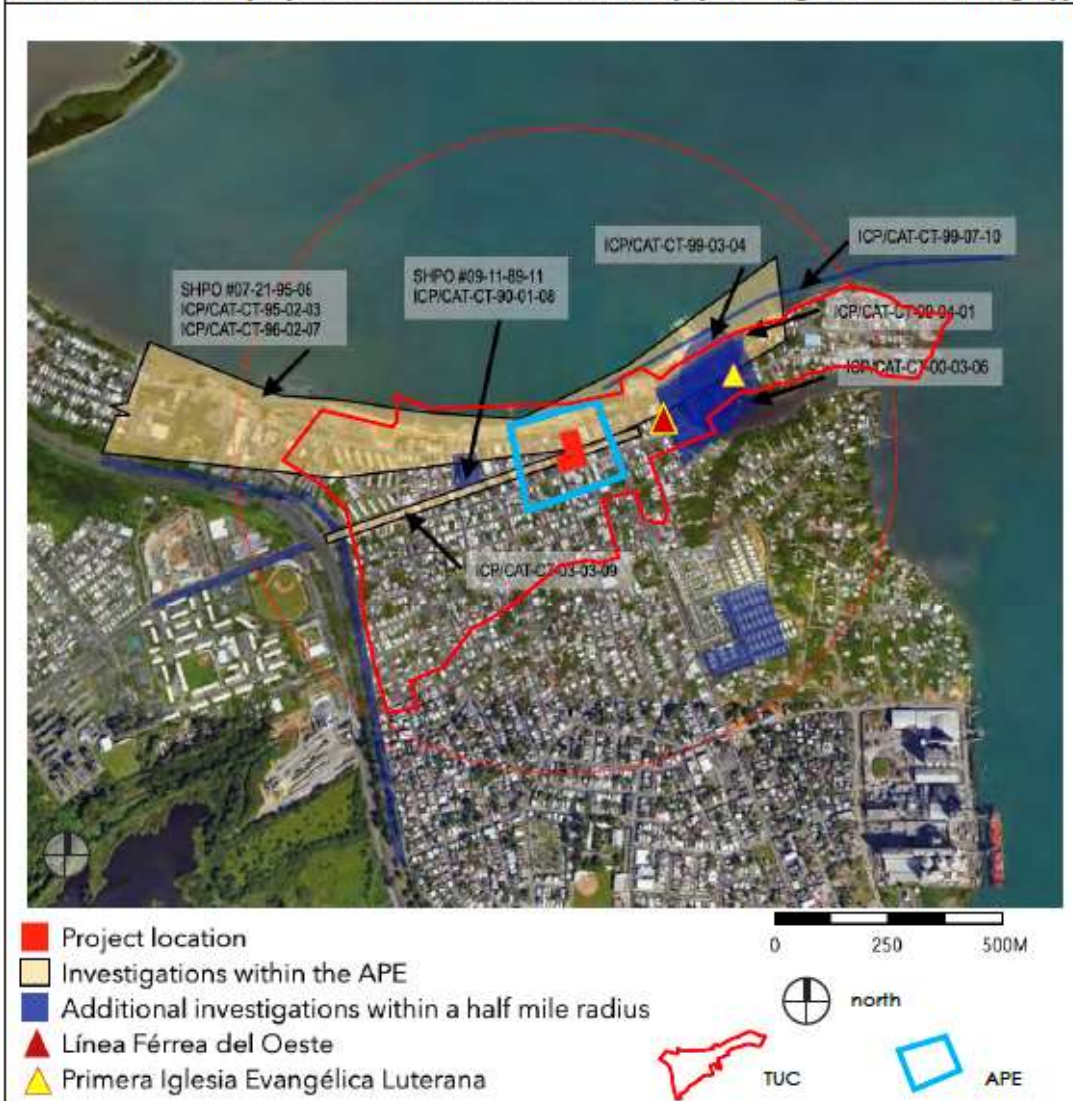 ICP/CAT-CT-99-03-04
ICP/CAT-CT-99-07-10
SHPO #07-21-95-06
ICP/CAT-CT-95-02-03
ICP/CAT-CT-96-02-07
SHPO #09-11-89-11
ICP/CAT-CT-90-01-08
ICP/CAT-CT-00-04-01
ICP/CAT-CT-00-03-06
ICP/CAT-CT-03-03-09
Project location
Investigations within the APE
Additional investigations within a half mile radius
Línea Férrea del Oeste
Primera Iglesia Evangélica Luterana
0 250 500M
north
TUC
APE